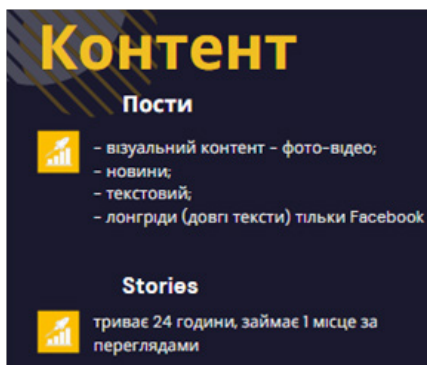 Контент
Пости
- візуальний контент - фото-відео;
- новини;
- текстовий;
- лонгріди (довгі тексти) тільки Facebook
Stories
триває 24 години, займає 1 місце за
переглядами